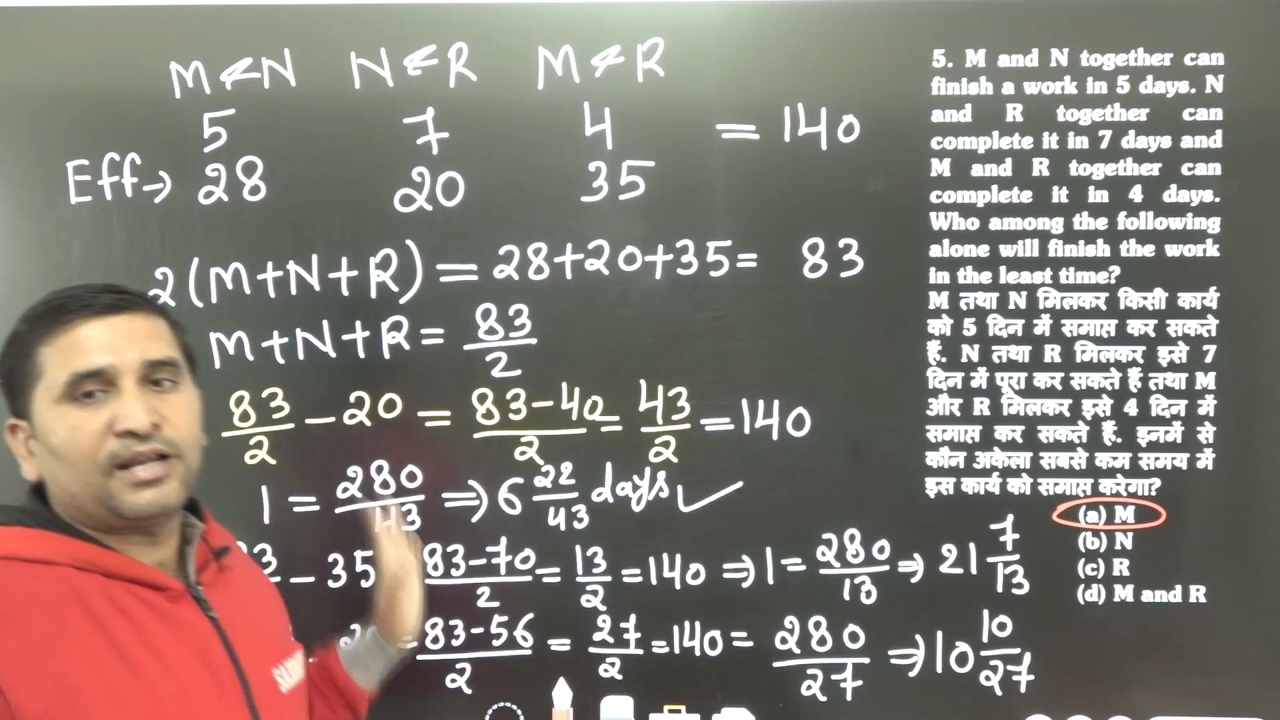 M & N N & R M & R
5 7 4 = 140
Eff→ 28 20 35
2(M+N+R) = 28+20+35 = 83
M+N+R = 83/2
83/2 - 20 = 83-40/2 = 43/2 = 140
1 = 280/43 ⇒ 6 22/43 days ✓
- 35 83-70/2 = 13/2 = 140 ⇒ 1 = 280/13 ⇒ 21 7/13
83-56/2 = 27/2 = 140 = 280/27 ⇒ 10 10/27
5. M and N together can
finish a work in 5 days. N
and R together can
complete it in 7 days and
M and R together can
complete it in 4 days.
Who among the following
alone will finish the work
in the least time?
M तथा N मिलकर किसी कार्य
को 5 दिन में समाप्त कर सकते
हैं. N तथा R मिलकर इसे 7
दिन में पूरा कर सकते हैं तथा M
और R मिलकर इसे 4 दिन में
समाप्त कर सकते हैं. इनमें से
कौन अकेला सबसे कम समय में
इस कार्य को समाप्त करेगा?
(a) M
(b) N
(c) R
(d) M and R